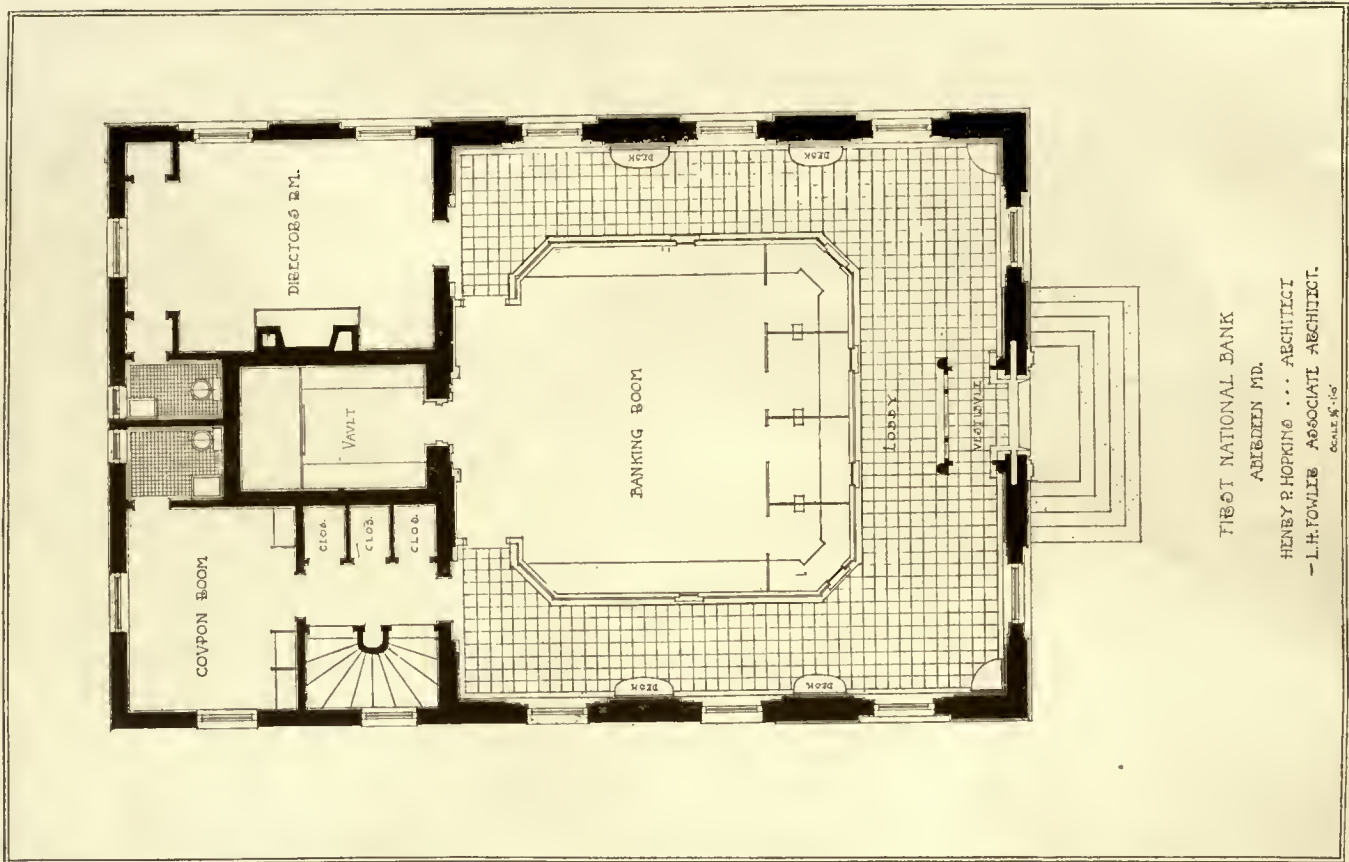 DIRECTORS RM.
VAULT
COUPON ROOM
CLOS.
CLOS.
CLOS.
BANKING ROOM
DESK
DESK
DESK
DESK
LOBBY
VESTIBULE
FIRST NATIONAL BANK
ABERDEEN MD.
HENRY P. HOPKINS ... ARCHITECT
- L.H. FOWLER ASSOCIATE ARCHITECT.